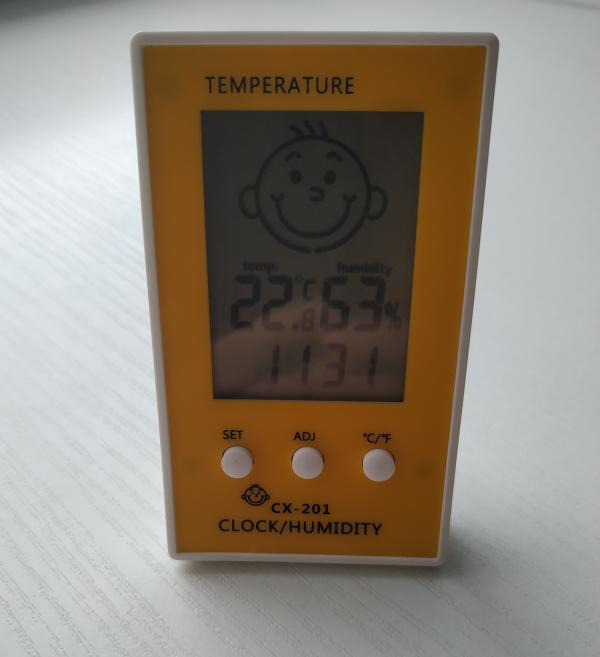 TEMPERATURE
temp. humidity
22.8°C 63%
1131
SET ADJ °C/°F
CX-201
CLOCK/HUMIDITY